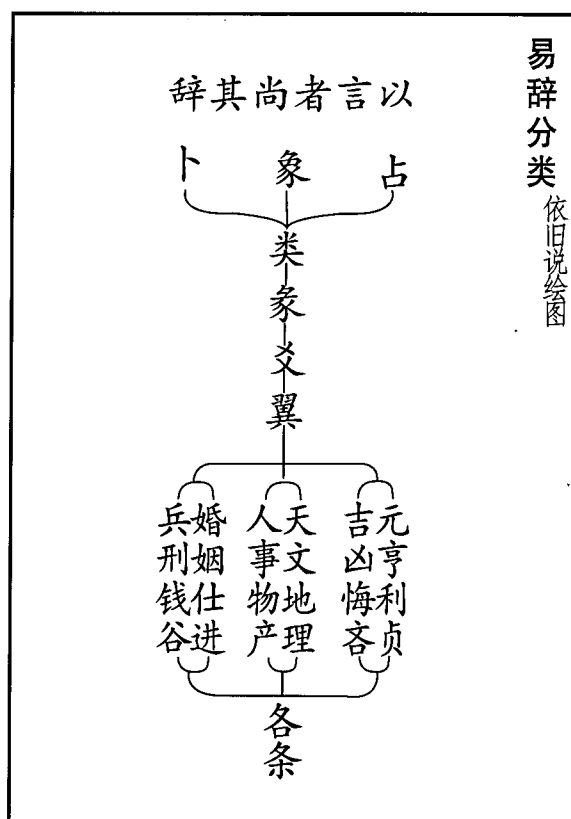 易辞分类
依旧说绘图
以言者尚其辞
占
象
卜
类
彖
爻
翼
元亨利贞
吉凶悔吝
天文地理
人事物产
婚姻仕进
兵刑钱谷
各条